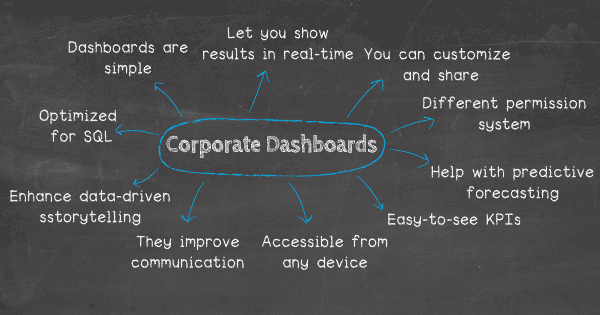 Let you show
results in real-time
Dashboards are
simple
You can customize
and share
Different permission
system
Optimized
for SQL
Corporate Dashboards
Help with predictive
forecasting
Enhance data-driven
sstorytelling
Easy-to-see KPIs
They improve
communication
Accessible from
any device